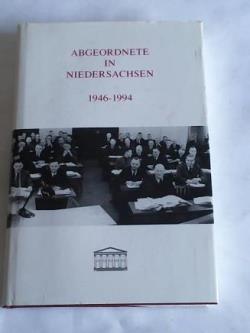 ABGEORDNETE
IN
NIEDERSACHSEN
1946-1994